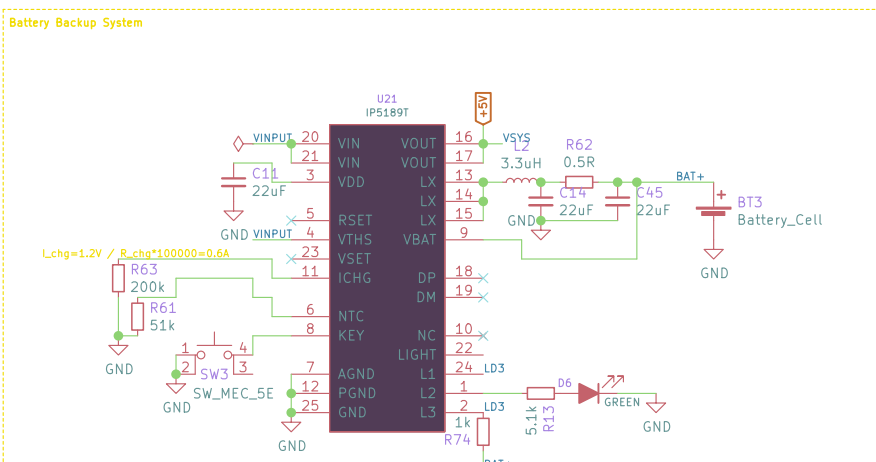 Battery Backup System
U21
IP5189T
+5V
VINPUT 20 VIN VOUT 16 VSYS
21 VIN VOUT 17
L2
3.3uH
R62
0.5R
C11
22uF
3 VDD LX 13
LX 14
BAT+
C14
22uF
C45
22uF
5 RSET LX 15
GND
GND
VINPUT 4 VTHS VBAT 9
BT3
Battery_Cell
GND
23 VSET
I_chg=1.2V / R_chg*100000=0.6A
11 ICHG DP 18
R63
200k
DM 19
R61
51k
6 NTC
8 KEY NC 10
GND
1 4
2 3
SW3
SW_MEC_5E
GND
LIGHT 22
7 AGND L1 24 LD3
12 PGND L2 1
D6
GREEN
R13
5.1k
GND
25 GND L3 2 LD3
GND
1k
R74
BAT+